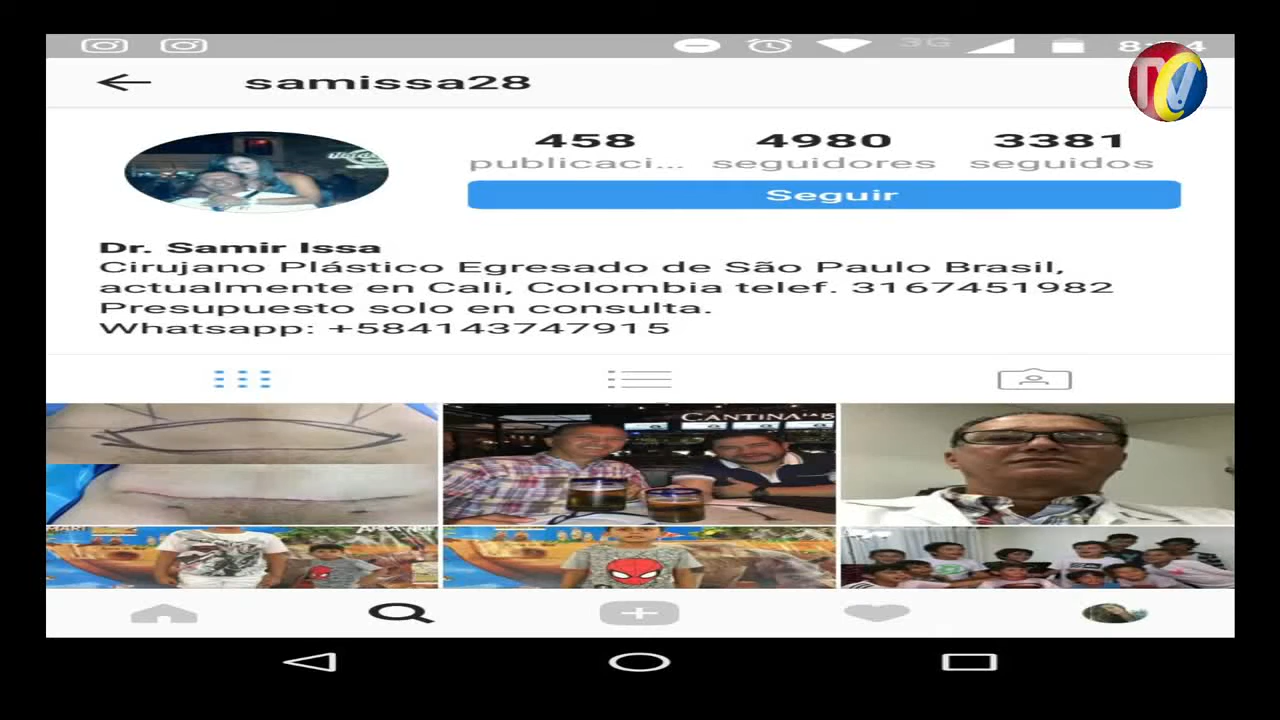 3G
samissa28
458 4980 3381
publicaci... seguidores seguidos
Seguir
Dr. Samir Issa
Cirujano Plástico Egresado de São Paulo Brasil,
actualmente en Cali, Colombia telef. 3167451982
Presupuesto solo en consulta.
Whatsapp: +584143747915
CANTINA